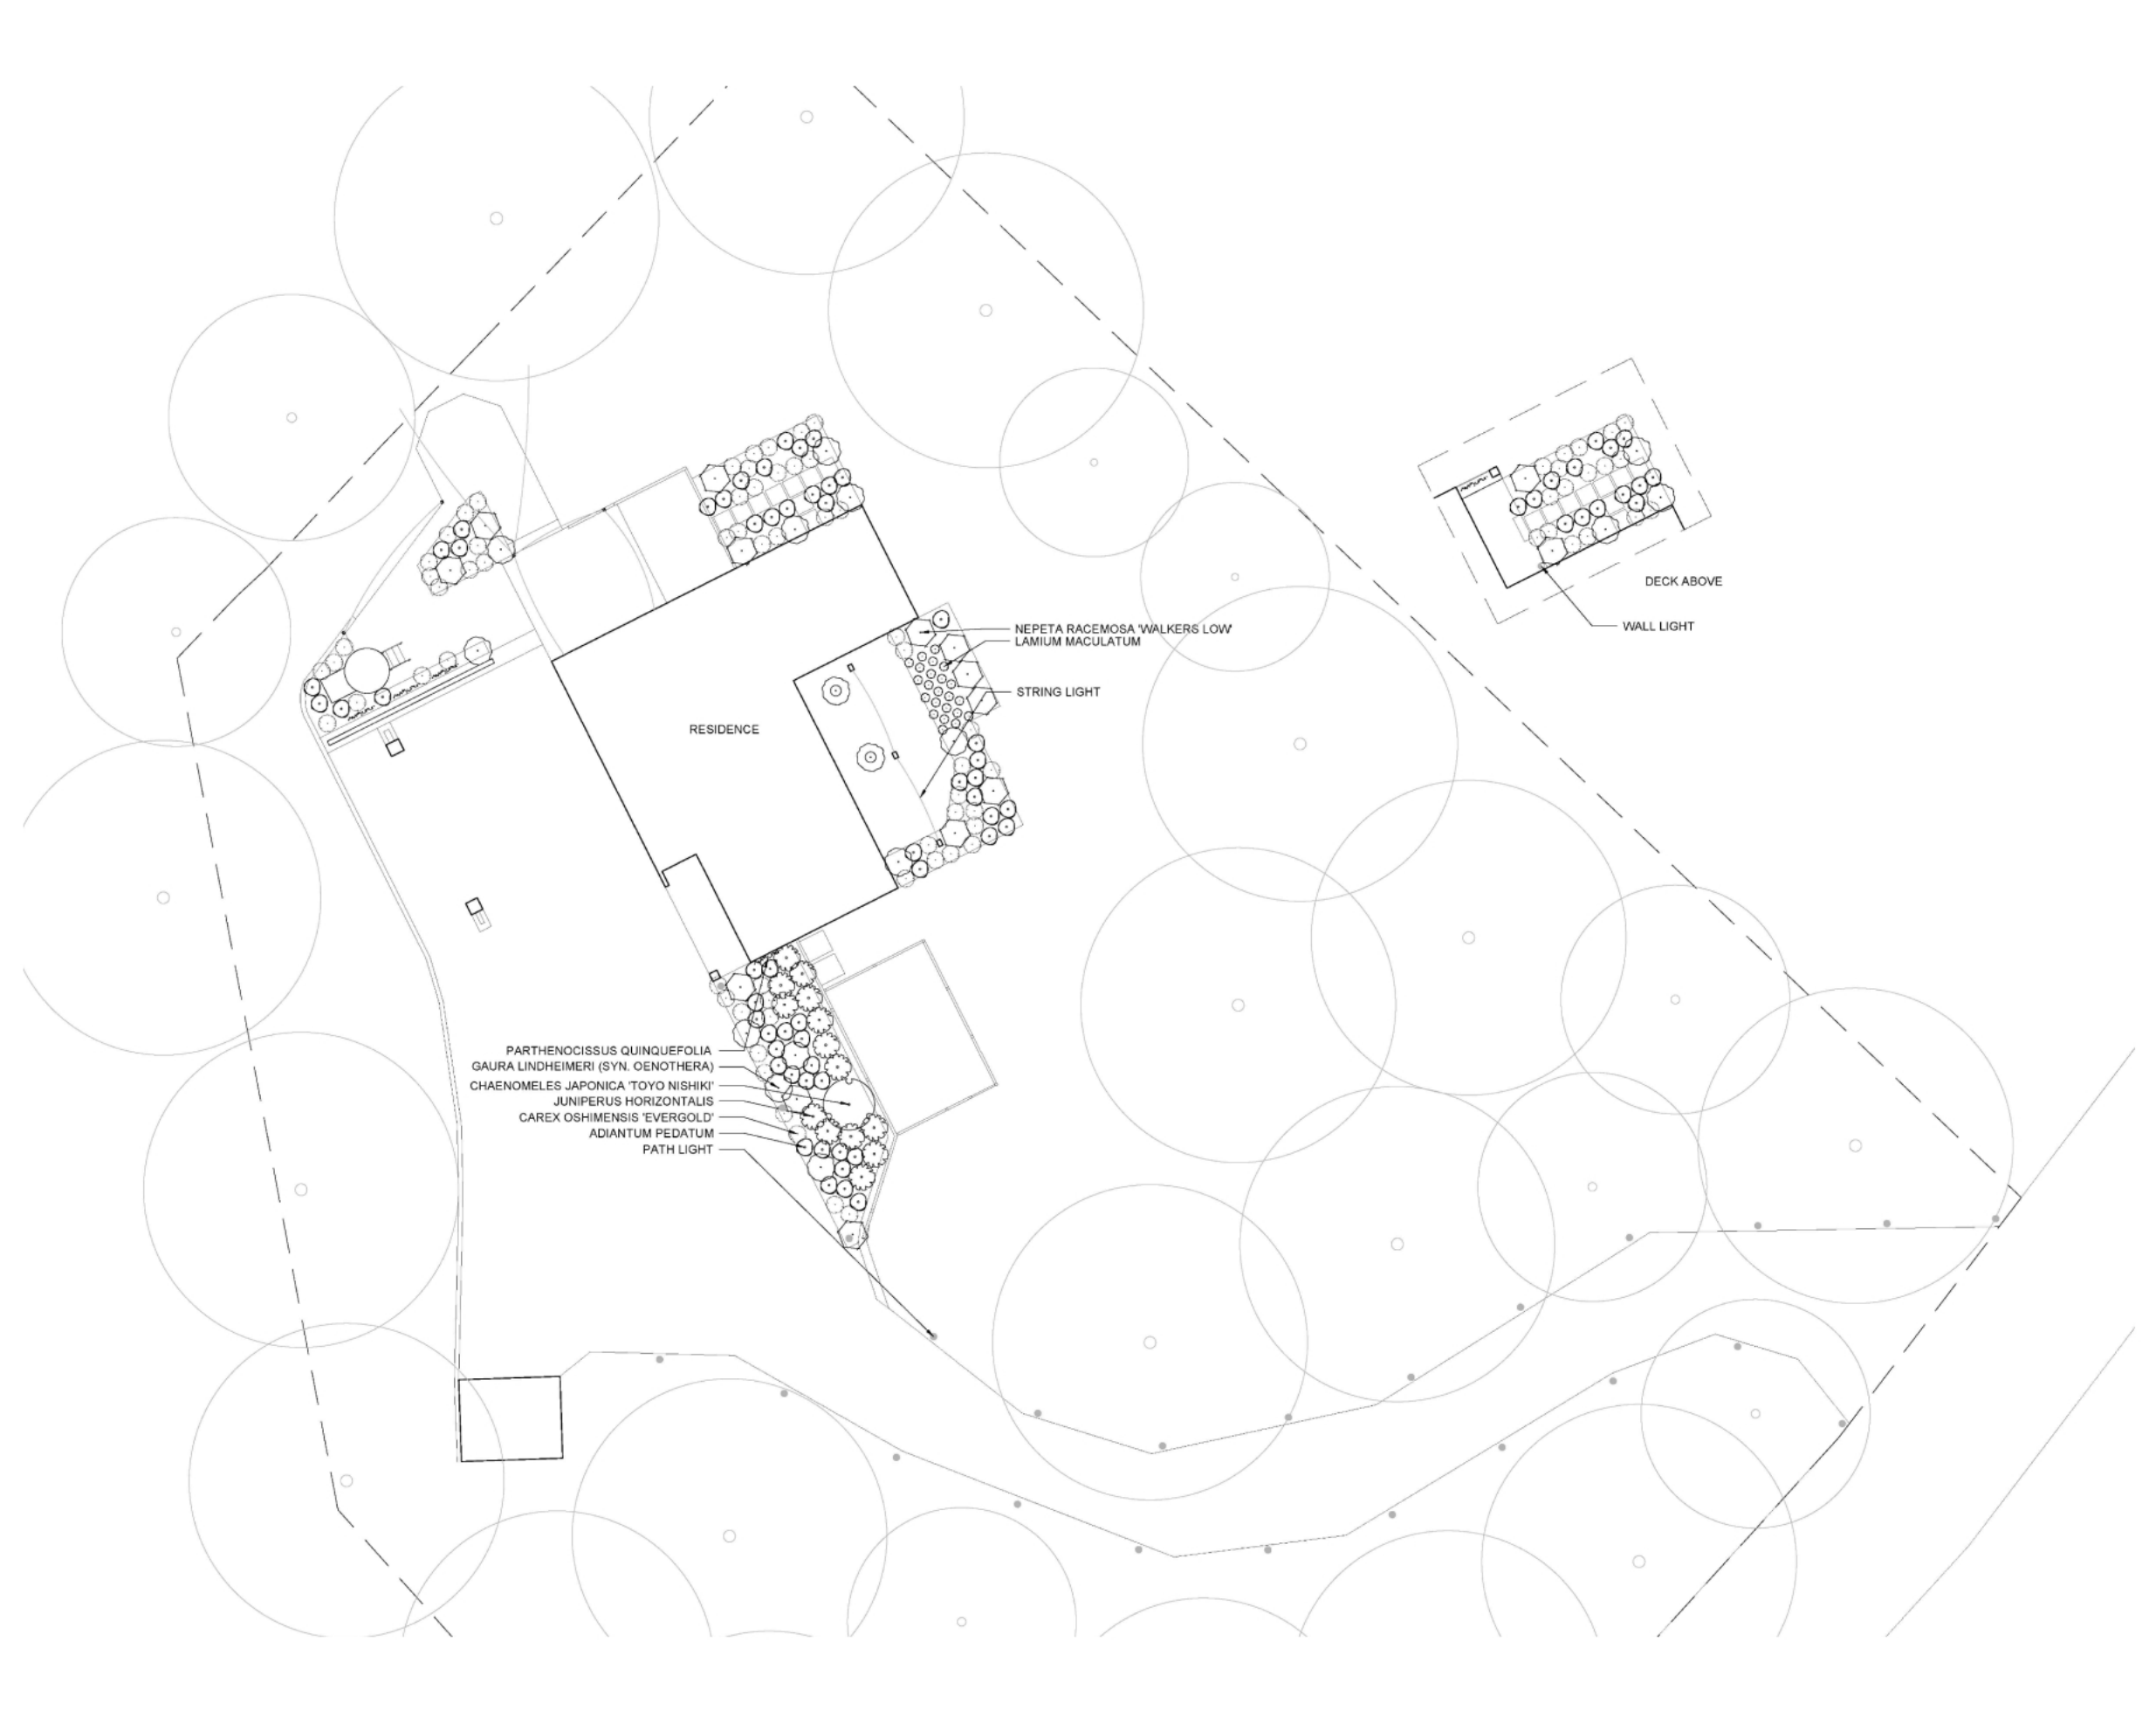 DECK ABOVE
WALL LIGHT
NEPETA RACEMOSA 'WALKERS LOW'
LAMIUM MACULATUM
STRING LIGHT
RESIDENCE
PARTHENOCISSUS QUINQUEFOLIA
GAURA LINDHEIMERI (SYN. OENOTHERA)
CHAENOMELES JAPONICA 'TOYO NISHIKI'
JUNIPERUS HORIZONTALIS
CAREX OSHIMENSIS 'EVERGOLD'
ADIANTUM PEDATUM
PATH LIGHT